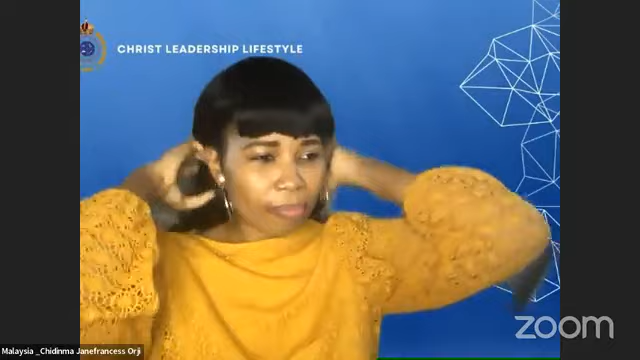 CHRIST LEADERSHIP LIFESTYLE
zoom
Malaysia _Chidinma Janefrancess Orji